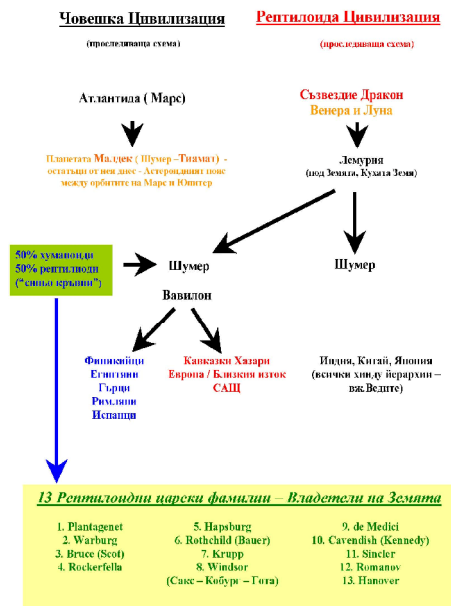 Човешка Цивилизация
(проследяваща схема)
Рептилоида Цивилизация
(проследяваща схема)
Атлантида ( Марс)
Съзвездие Дракон
Венера и Луна
Планетата Малдек ( Шумер –Тиамат) -
остатъци от нея днес - Астероидният пояс
между орбитите на Марс и Юпитер
Лемурия
(под Земята, Кухата Земя)
50% хуманоиди
50% рептилиоди
("синьо кръвни")
Шумер
Вавилон
Шумер
Финикийци
Египтяни
Гърци
Римляни
Испанци
Кавказки Хазари
Европа / Близкия изток
САЩ
Индия, Китай, Япония
(всички хинду йерархии –
вж.Ведите)
13 Рептилоидни царски фамилии – Владетели на Земята
1. Plantagenet
2. Warburg
3. Bruce (Scot)
4. Rockerfella
5. Hapsburg
6. Rothchild (Bauer)
7. Krupp
8. Windsor
(Сакс – Кобург – Гота)
9. de Medici
10. Cavendish (Kennedy)
11. Sincler
12. Romanov
13. Hanover